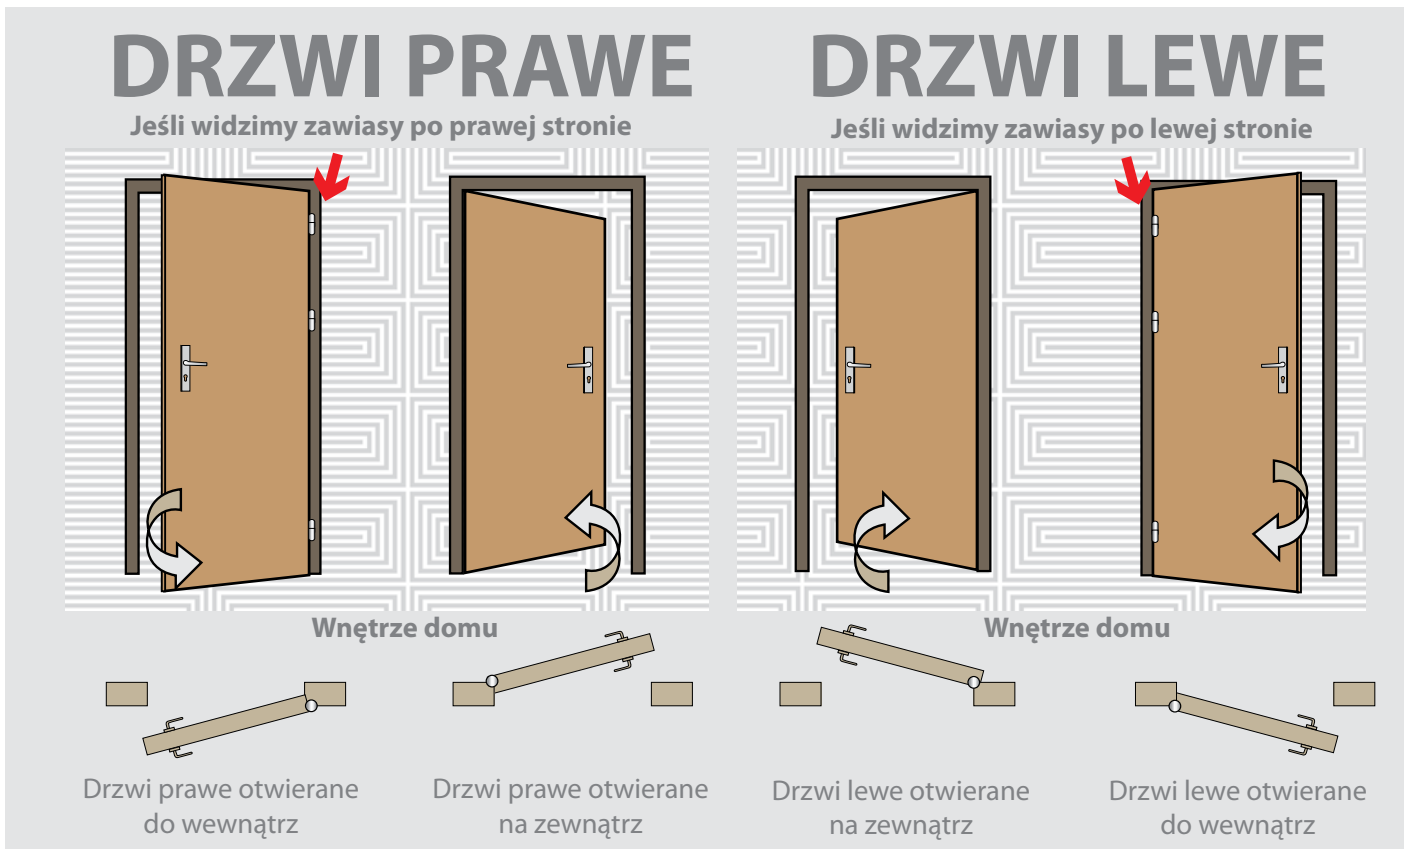 DRZWI PRAWE
Jeśli widzimy zawiasy po prawej stronie
DRZWI LEWE
Jeśli widzimy zawiasy po lewej stronie
Wnętrze domu
Wnętrze domu
Drzwi prawe otwierane
do wewnątrz
Drzwi prawe otwierane
na zewnątrz
Drzwi lewe otwierane
na zewnątrz
Drzwi lewe otwierane
do wewnątrz